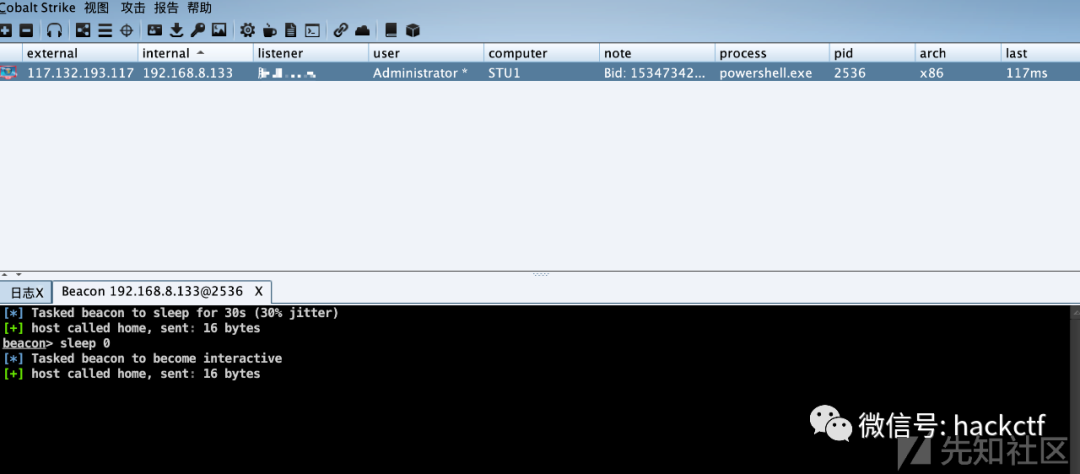 Cobalt Strike 视图 攻击 报告 帮助
external internal listener user computer note process pid arch last
117.132.193.117 192.168.8.133 Administrator * STU1 Bid: 15347342... powershell.exe 2536 x86 117ms
日志X Beacon 192.168.8.133@2536 X
[*] Tasked beacon to sleep for 30s (30% jitter)
[+] host called home, sent: 16 bytes
beacon> sleep 0
[*] Tasked beacon to become interactive
[+] host called home, sent: 16 bytes
微信号: hackctf
先知社区